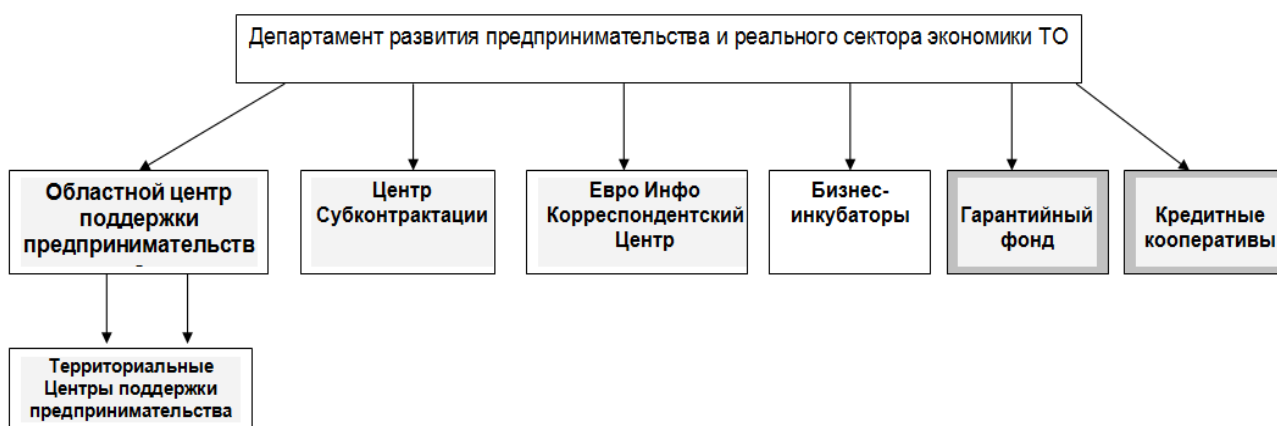 Департамент развития предпринимательства и реального сектора экономики ТО
Областной центр
поддержки
предпринимательств
Центр
Субконтрактации
Евро Инфо
Корреспондентский
Центр
Бизнес-
инкубаторы
Гарантийный
фонд
Кредитные
кооперативы
Территориальные
Центры поддержки
предпринимательства